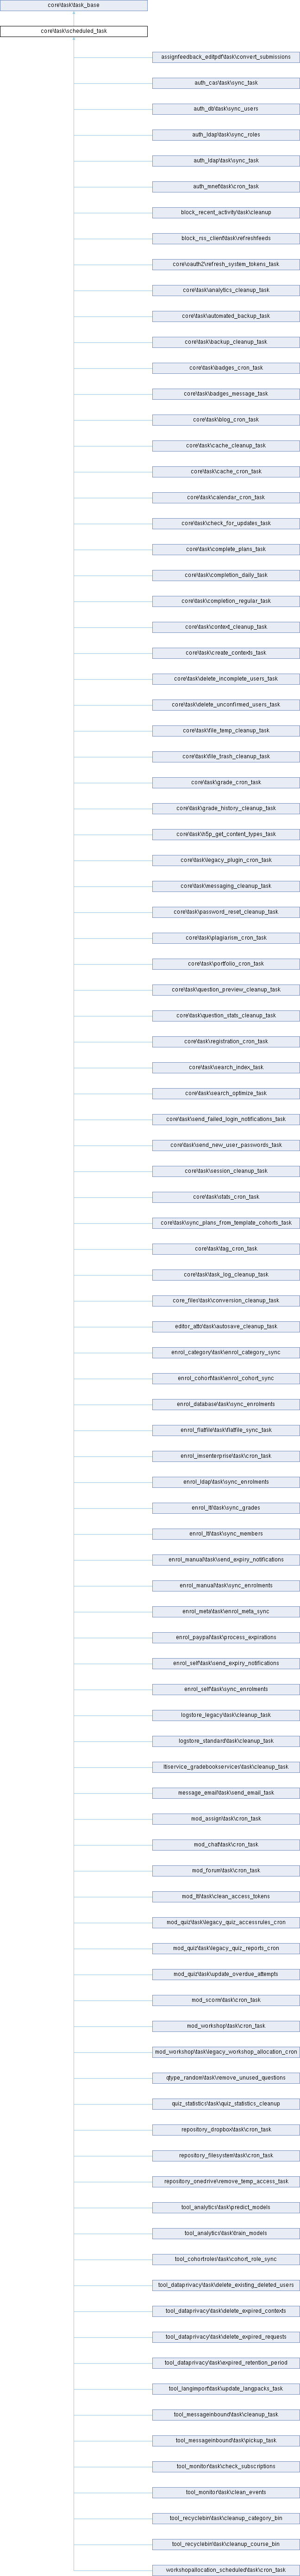 core\task\task_base
core\task\scheduled_task
assignfeedback_editpdf\task\convert_submissions
auth_cas\task\sync_task
auth_db\task\sync_users
auth_ldap\task\sync_roles
auth_ldap\task\sync_task
auth_mnet\task\cron_task
block_recent_activity\task\cleanup
block_rss_client\task\refreshfeeds
core\oauth2\refresh_system_tokens_task
core\task\analytics_cleanup_task
core\task\automated_backup_task
core\task\backup_cleanup_task
core\task\badges_cron_task
core\task\badges_message_task
core\task\blog_cron_task
core\task\cache_cleanup_task
core\task\cache_cron_task
core\task\calendar_cron_task
core\task\check_for_updates_task
core\task\complete_plans_task
core\task\completion_daily_task
core\task\completion_regular_task
core\task\context_cleanup_task
core\task\create_contexts_task
core\task\delete_incomplete_users_task
core\task\delete_unconfirmed_users_task
core\task\file_temp_cleanup_task
core\task\file_trash_cleanup_task
core\task\grade_cron_task
core\task\grade_history_cleanup_task
core\task\h5p_get_content_types_task
core\task\legacy_plugin_cron_task
core\task\messaging_cleanup_task
core\task\password_reset_cleanup_task
core\task\plagiarism_cron_task
core\task\portfolio_cron_task
core\task\question_preview_cleanup_task
core\task\question_stats_cleanup_task
core\task\registration_cron_task
core\task\search_index_task
core\task\search_optimize_task
core\task\send_failed_login_notifications_task
core\task\send_new_user_passwords_task
core\task\session_cleanup_task
core\task\stats_cron_task
core\task\sync_plans_from_template_cohorts_task
core\task\tag_cron_task
core\task\task_log_cleanup_task
core_files\task\conversion_cleanup_task
editor_atto\task\autosave_cleanup_task
enrol_category\task\enrol_category_sync
enrol_cohort\task\enrol_cohort_sync
enrol_database\task\sync_enrolments
enrol_flatfile\task\flatfile_sync_task
enrol_imsenterprise\task\cron_task
enrol_ldap\task\sync_enrolments
enrol_lti\task\sync_grades
enrol_lti\task\sync_members
enrol_manual\task\send_expiry_notifications
enrol_manual\task\sync_enrolments
enrol_meta\task\enrol_meta_sync
enrol_paypal\task\process_expirations
enrol_self\task\send_expiry_notifications
enrol_self\task\sync_enrolments
logstore_legacy\task\cleanup_task
logstore_standard\task\cleanup_task
ltiservice_gradebookservices\task\cleanup_task
message_email\task\send_email_task
mod_assign\task\cron_task
mod_chat\task\cron_task
mod_forum\task\cron_task
mod_lti\task\clean_access_tokens
mod_quiz\task\legacy_quiz_accessrules_cron
mod_quiz\task\legacy_quiz_reports_cron
mod_quiz\task\update_overdue_attempts
mod_scorm\task\cron_task
mod_workshop\task\cron_task
mod_workshop\task\legacy_workshop_allocation_cron
qtype_random\task\remove_unused_questions
quiz_statistics\task\quiz_statistics_cleanup
repository_dropbox\task\cron_task
repository_filesystem\task\cron_task
repository_onedrive\remove_temp_access_task
tool_analytics\task\predict_models
tool_analytics\task\train_models
tool_cohortroles\task\cohort_role_sync
tool_dataprivacy\task\delete_existing_deleted_users
tool_dataprivacy\task\delete_expired_contexts
tool_dataprivacy\task\delete_expired_requests
tool_dataprivacy\task\expired_retention_period
tool_langimport\task\update_langpacks_task
tool_messageinbound\task\cleanup_task
tool_messageinbound\task\pickup_task
tool_monitor\task\check_subscriptions
tool_monitor\task\clean_events
tool_recyclebin\task\cleanup_category_bin
tool_recyclebin\task\cleanup_course_bin
workshopallocation_scheduled\task\cron_task